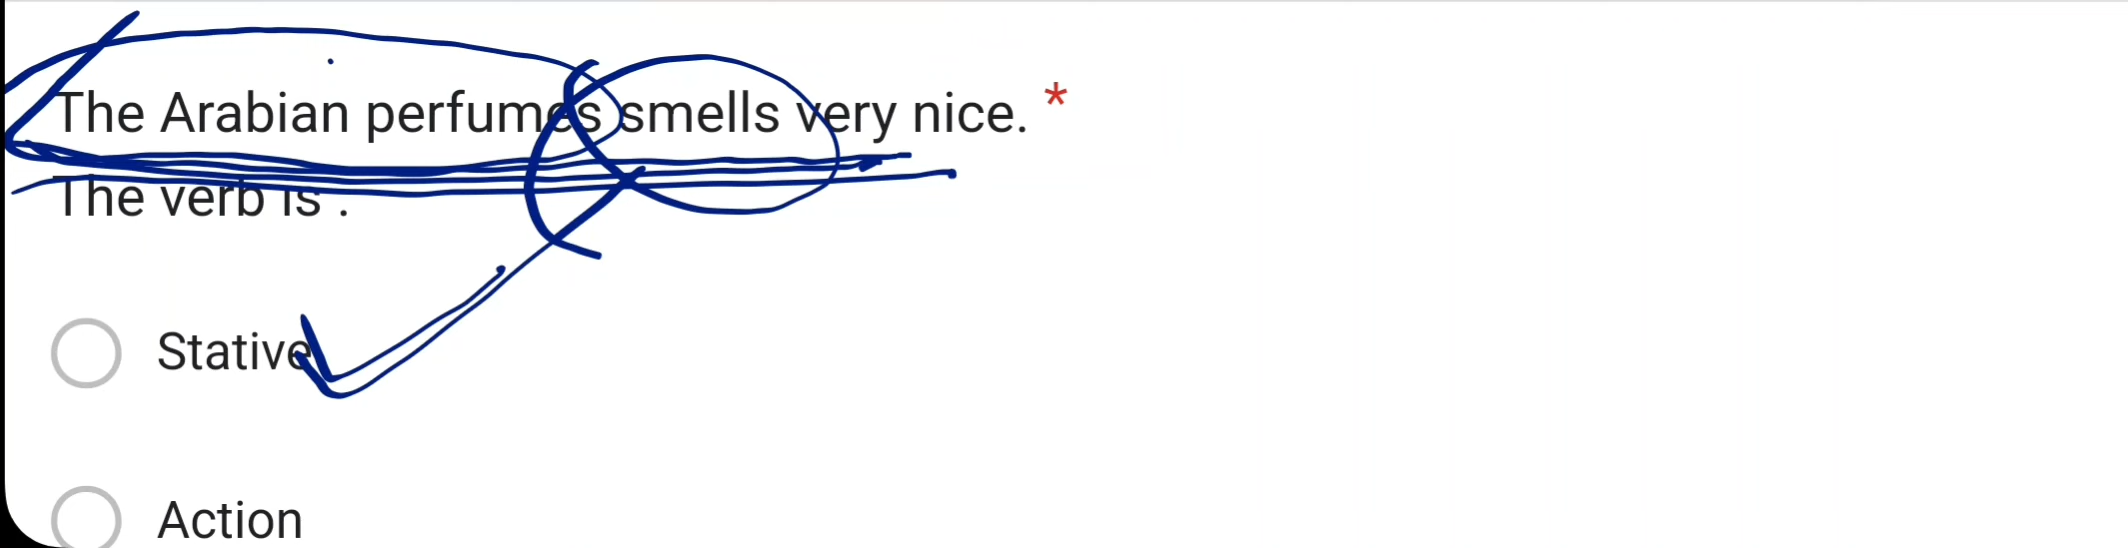 The Arabian perfumes smells very nice. *
The verb is :
Stative
Action